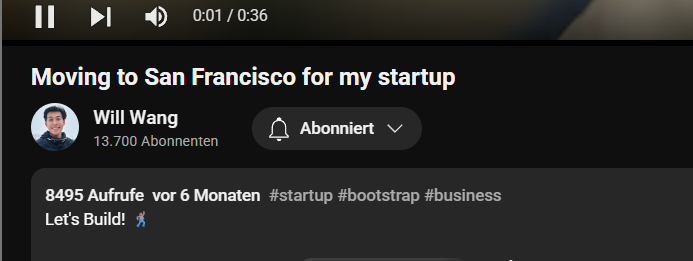 0:01 / 0:36
Moving to San Francisco for my startup
Will Wang
13.700 Abonnenten
Abonniert
8495 Aufrufe vor 6 Monaten #startup #bootstrap #business
Let's Build! 🧗🏽‍♂️